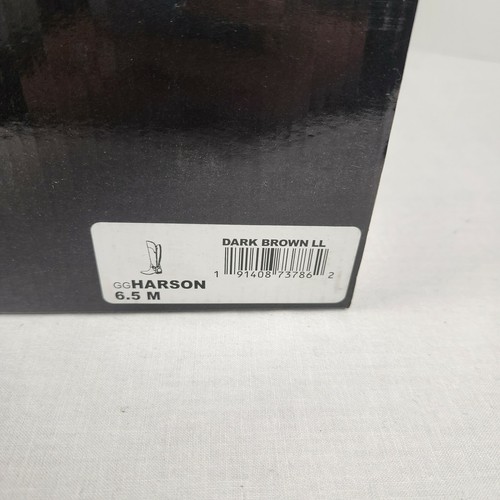 DARK BROWN LL
1 91408 73786 2
GGHARSON
6.5 M